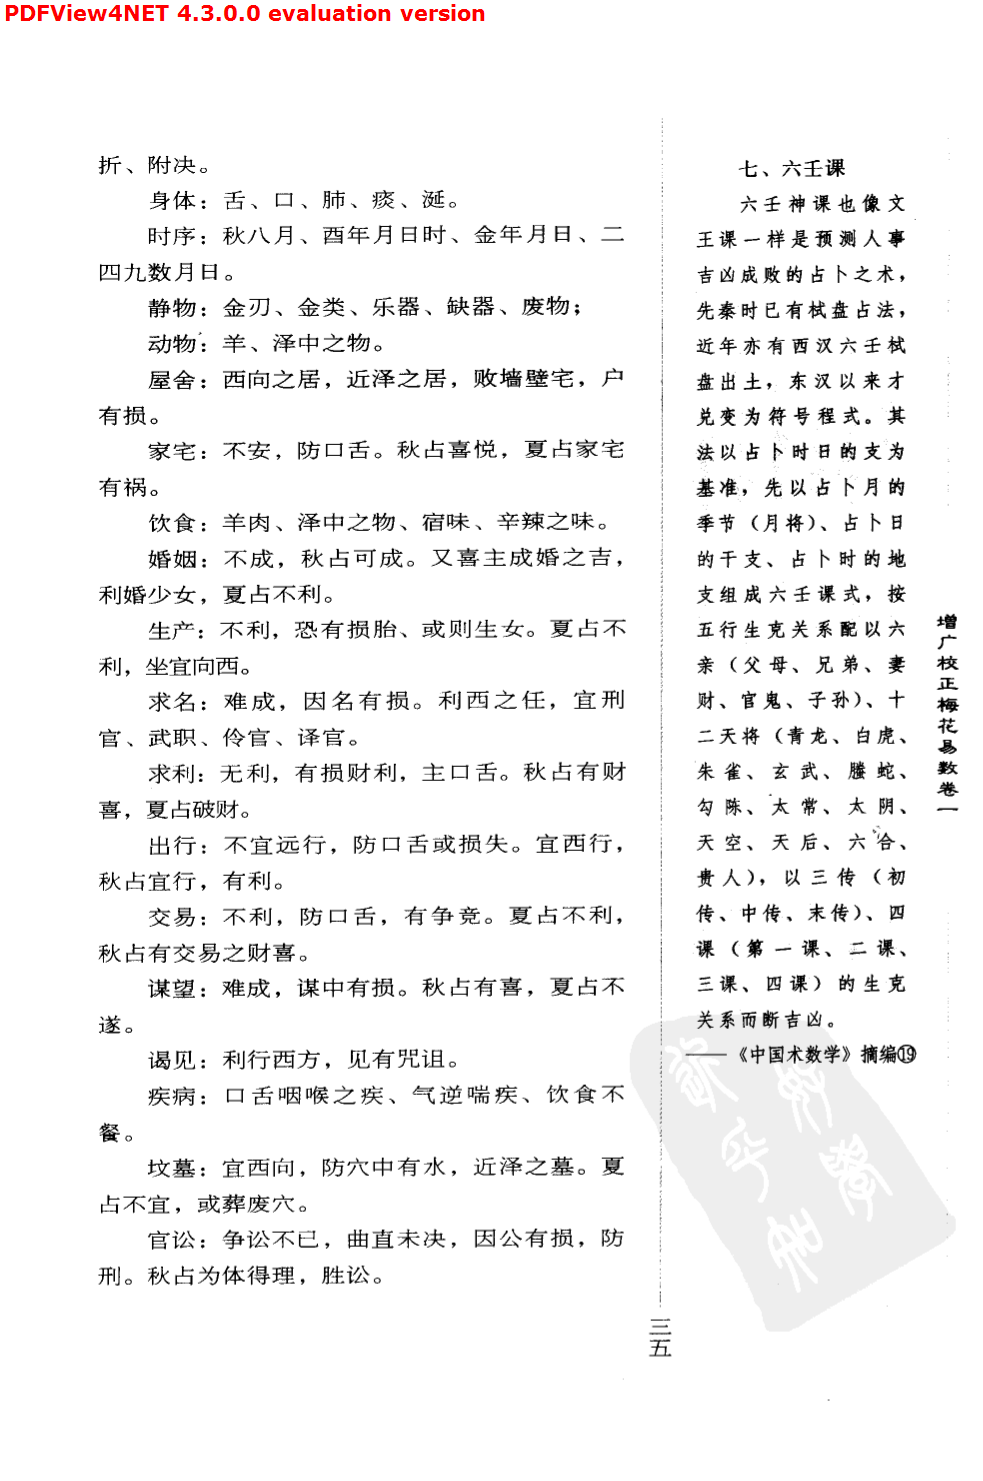 PDFView4NET 4.3.0.0 evaluation version
折、附决。
身体：舌、口、肺、痰、涎。
时序：秋八月、酉年月日时、金年月日、二
四九数月日。
静物：金刃、金类、乐器、缺器、废物；
动物：羊、泽中之物。
屋舍：西向之居，近泽之居，败墙壁宅，户
有损。
家宅：不安，防口舌。秋占喜悦，夏占家宅
有祸。
饮食：羊肉、泽中之物、宿味、辛辣之味。
婚姻：不成，秋占可成。又喜主成婚之吉，
利婚少女，夏占不利。
生产：不利，恐有损胎、或则生女。夏占不
利，坐宜向西。
求名：难成，因名有损。利西之任，宜刑
官、武职、伶官、译官。
求利：无利，有损财利，主口舌。秋占有财
喜，夏占破财。
出行：不宜远行，防口舌或损失。宜西行，
秋占宜行，有利。
交易：不利，防口舌，有争竞。夏占不利，
秋占有交易之财喜。
谋望：难成，谋中有损。秋占有喜，夏占不
遂。
谒见：利行西方，见有咒诅。
疾病：口舌咽喉之疾、气逆喘疾、饮食不
餐。
坟墓：宜西向，防穴中有水，近泽之墓。夏
占不宜，或葬废穴。
官讼：争讼不已，曲直未决，因公有损，防
刑。秋占为体得理，胜讼。
七、六壬课
六壬神课也像文
王课一样是预测人事
吉凶成败的占卜之术，
先秦时已有栻盘占法，
近年亦有西汉六壬栻
盘出土，东汉以来才
兑变为符号程式。其
法以占卜时日的支为
基准，先以占卜月的
季节（月将）、占卜日
的干支、占卜时的地
支组成六壬课式，按
五行生克关系配以六
亲（父母、兄弟、妻
财、官鬼、子孙）、十
二天将（青龙、白虎、
朱雀、玄武、螣蛇、
勾陈、太常、太阴、
天空、天后、六合、
贵人），以三传（初
传、中传、末传）、四
课（第一课、二课、
三课、四课）的生克
关系而断吉凶。
——《中国术数学》摘编⑲
增广校正梅花易数卷一
三五